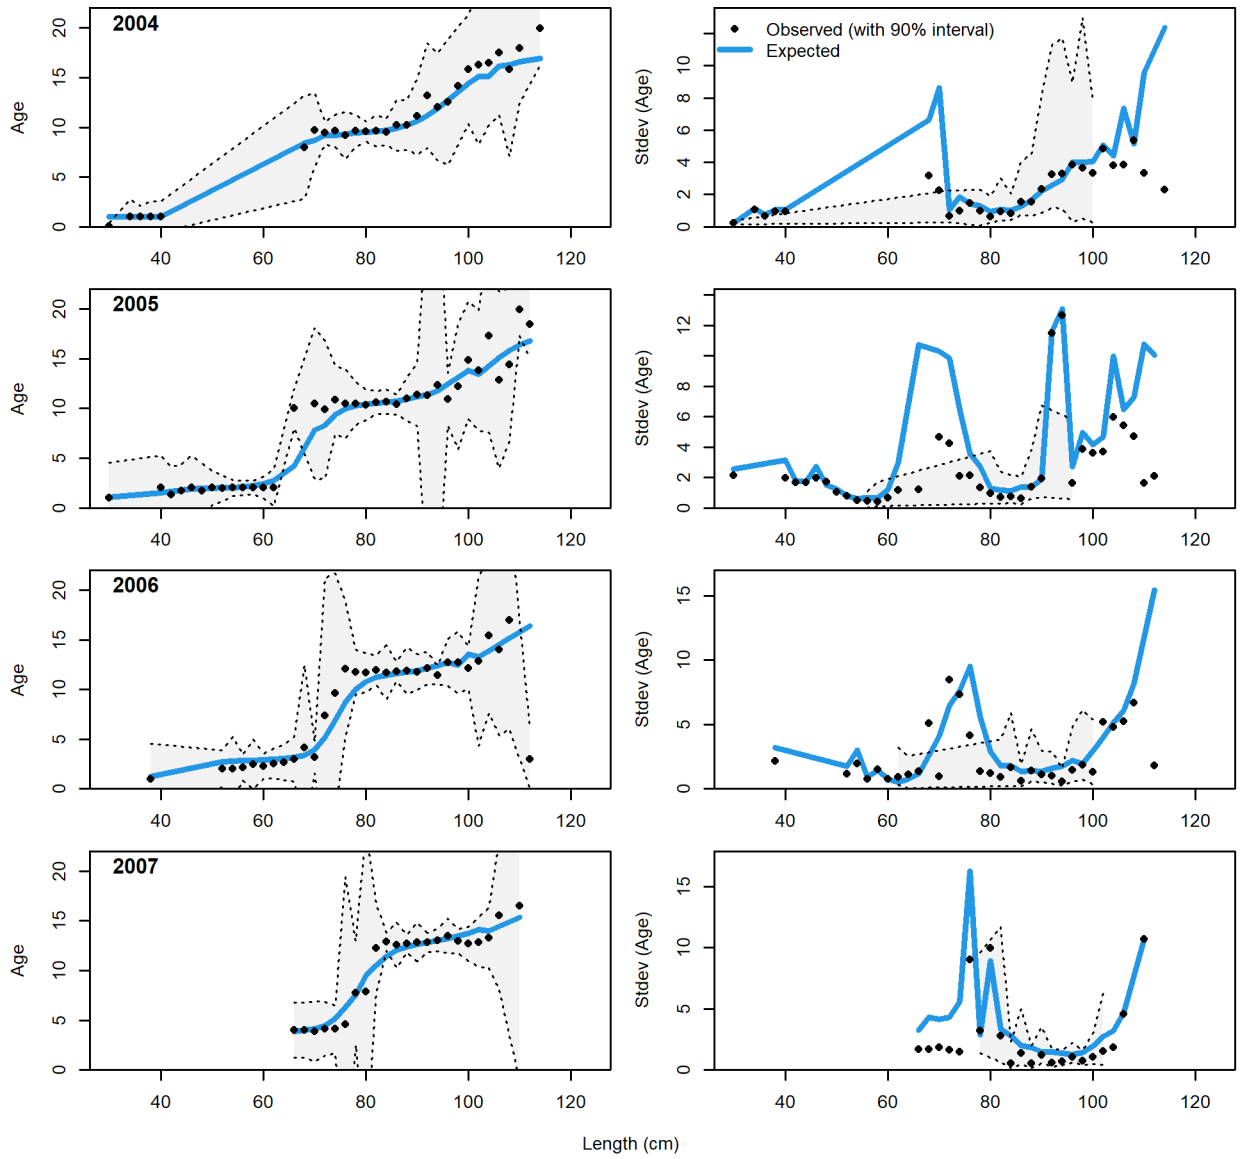 2004
Age
0 5 10 15 20
40 60 80 100 120
Observed (with 90% interval)
Expected
Stdev (Age)
0 2 4 6 8 10
40 60 80 100 120
2005
Age
0 5 10 15 20
40 60 80 100 120
Stdev (Age)
0 2 4 6 8 12
40 60 80 100 120
2006
Age
0 5 10 15 20
40 60 80 100 120
Stdev (Age)
0 5 10 15
40 60 80 100 120
2007
Age
0 5 10 15 20
40 60 80 100 120
Stdev (Age)
0 5 10 15
40 60 80 100 120
Length (cm)